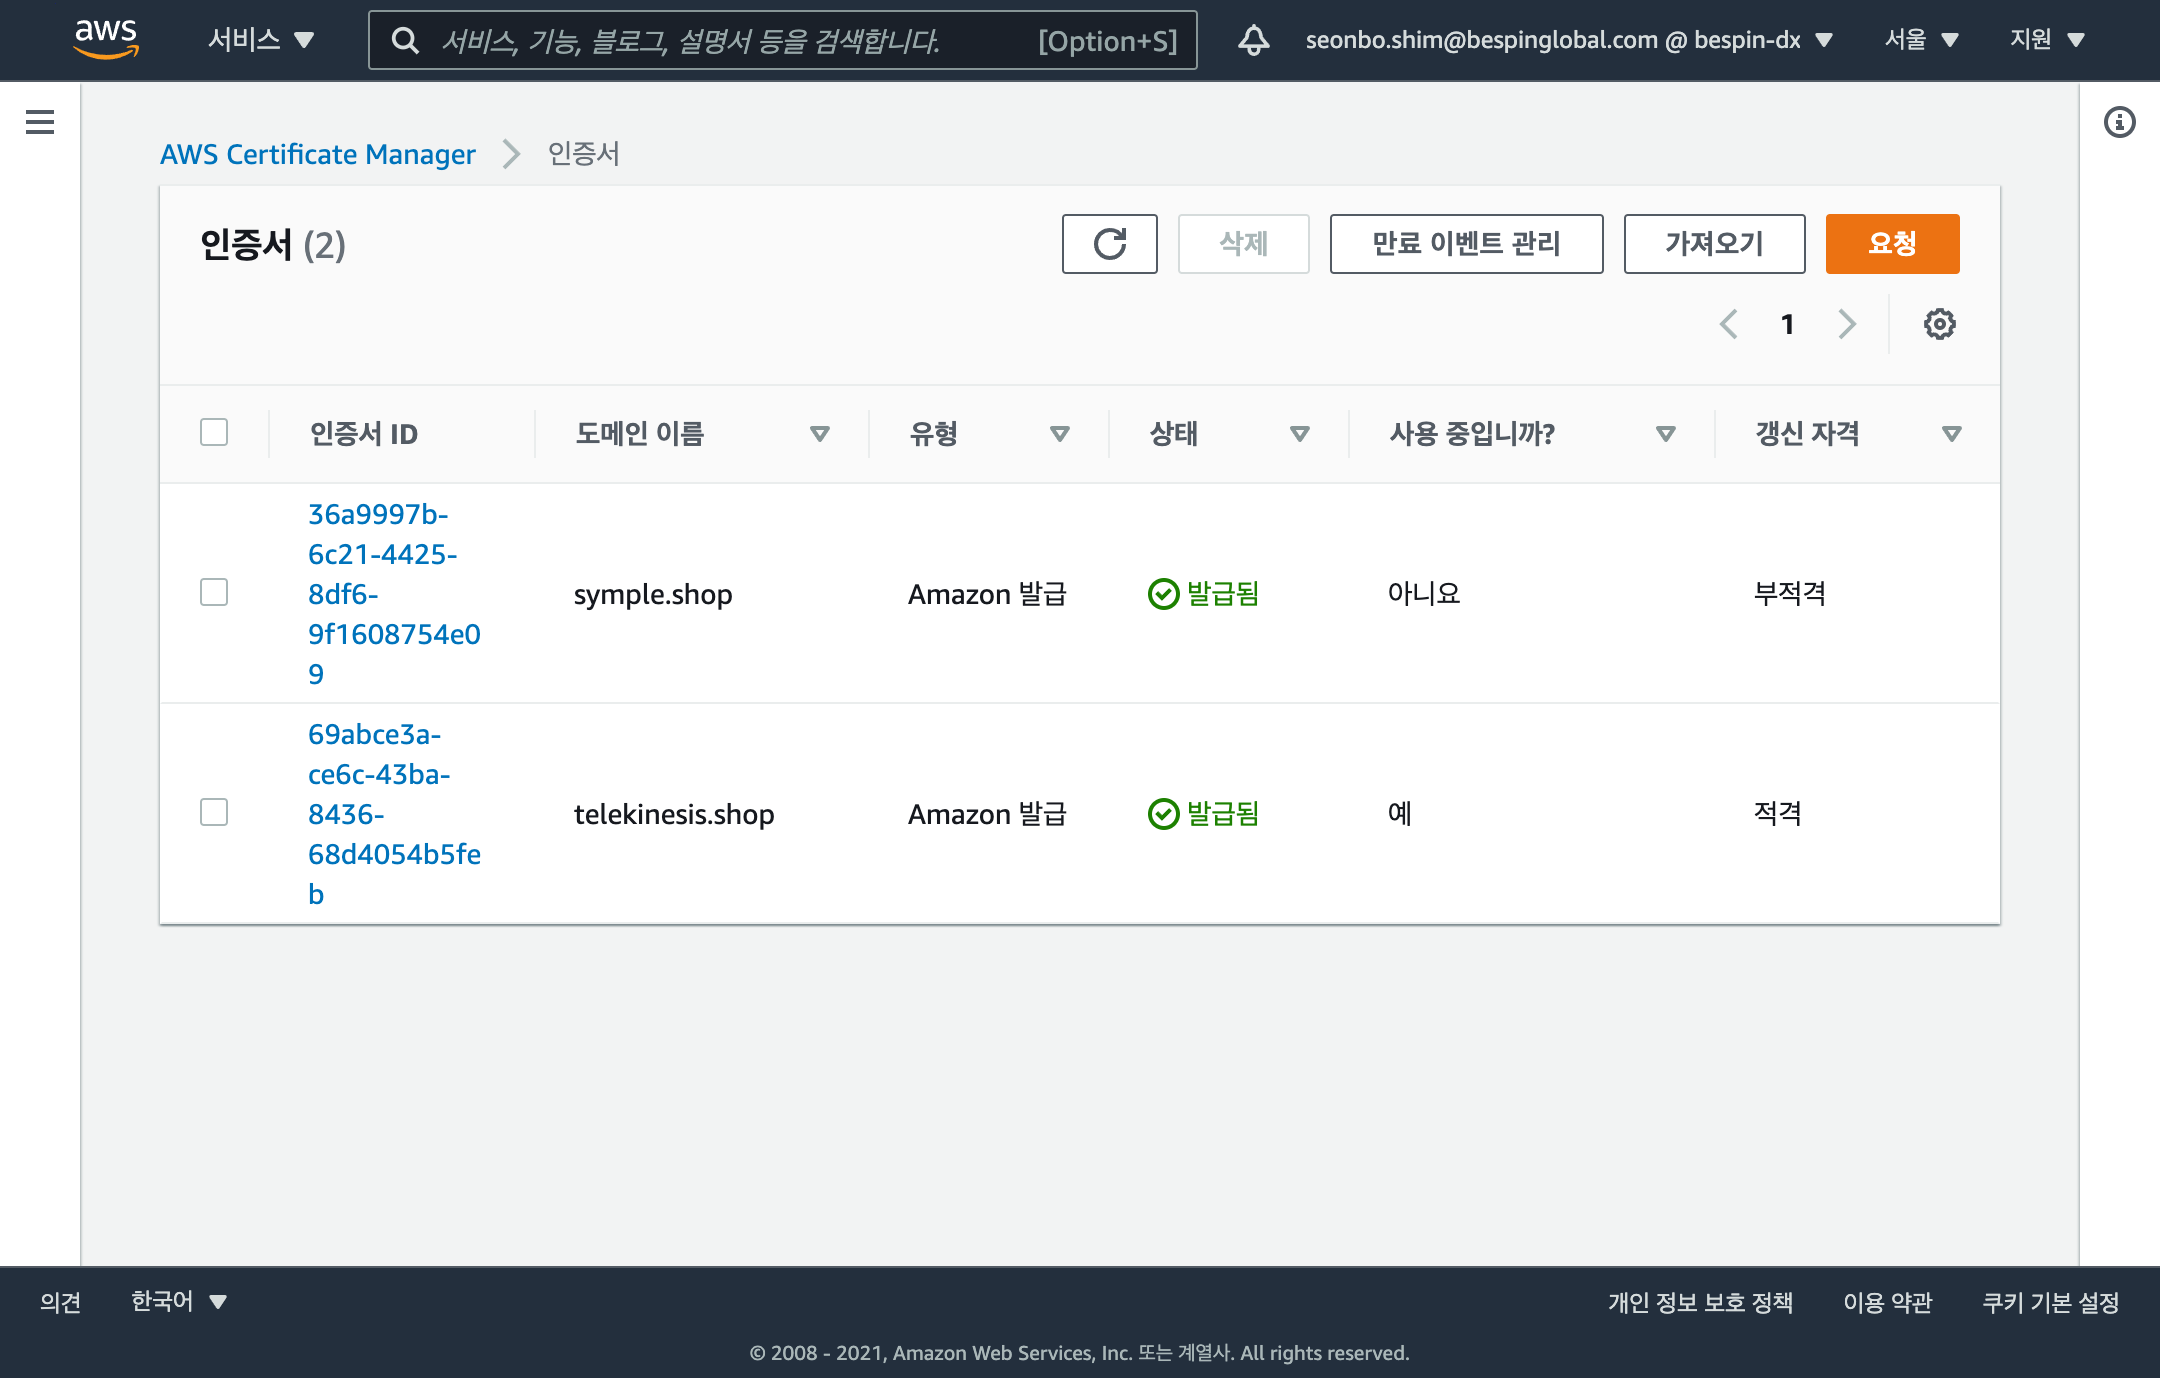 aws 서비스 서비스, 기능, 블로그, 설명서 등을 검색합니다. [Option+S] seonbo.shim@bespinglobal.com @ bespin-dx 서울 지원
AWS Certificate Manager 인증서
인증서 (2) 삭제 만료 이벤트 관리 가져오기 요청
1
인증서 ID 도메인 이름 유형 상태 사용 중입니까? 갱신 자격
36a9997b-
6c21-4425-
8df6- symple.shop Amazon 발급 발급됨 아니요 부적격
9f1608754e0
9
69abce3a-
ce6c-43ba-
8436- telekinesis.shop Amazon 발급 발급됨 예 적격
68d4054b5fe
b
의견 한국어 개인 정보 보호 정책 이용 약관 쿠키 기본 설정
© 2008 - 2021, Amazon Web Services, Inc. 또는 계열사. All rights reserved.